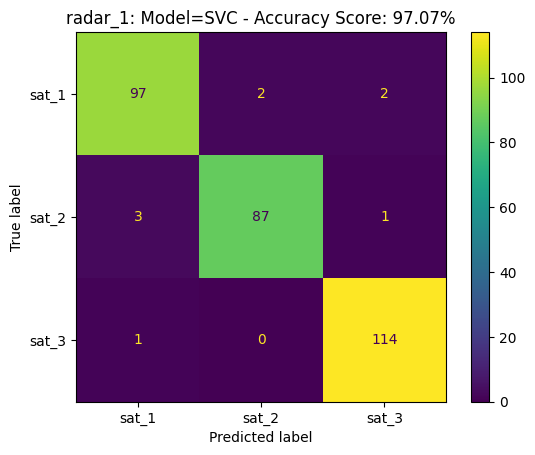 radar_1: Model=SVC - Accuracy Score: 97.07%
sat_1
97
2
2
sat_2
3
87
1
sat_3
1
0
114
sat_1
sat_2
sat_3
Predicted label
True label
100
80
60
40
20
0